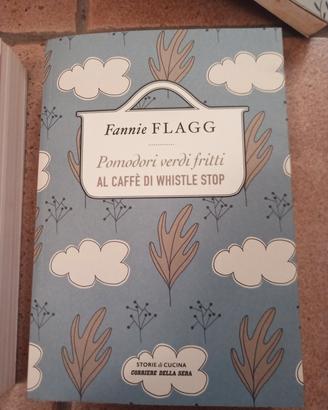 Fannie FLAGG
Pomodori verdi fritti
AL CAFFÈ DI WHISTLE STOP
STORIE di CUCINA
CORRIERE DELLA SERA